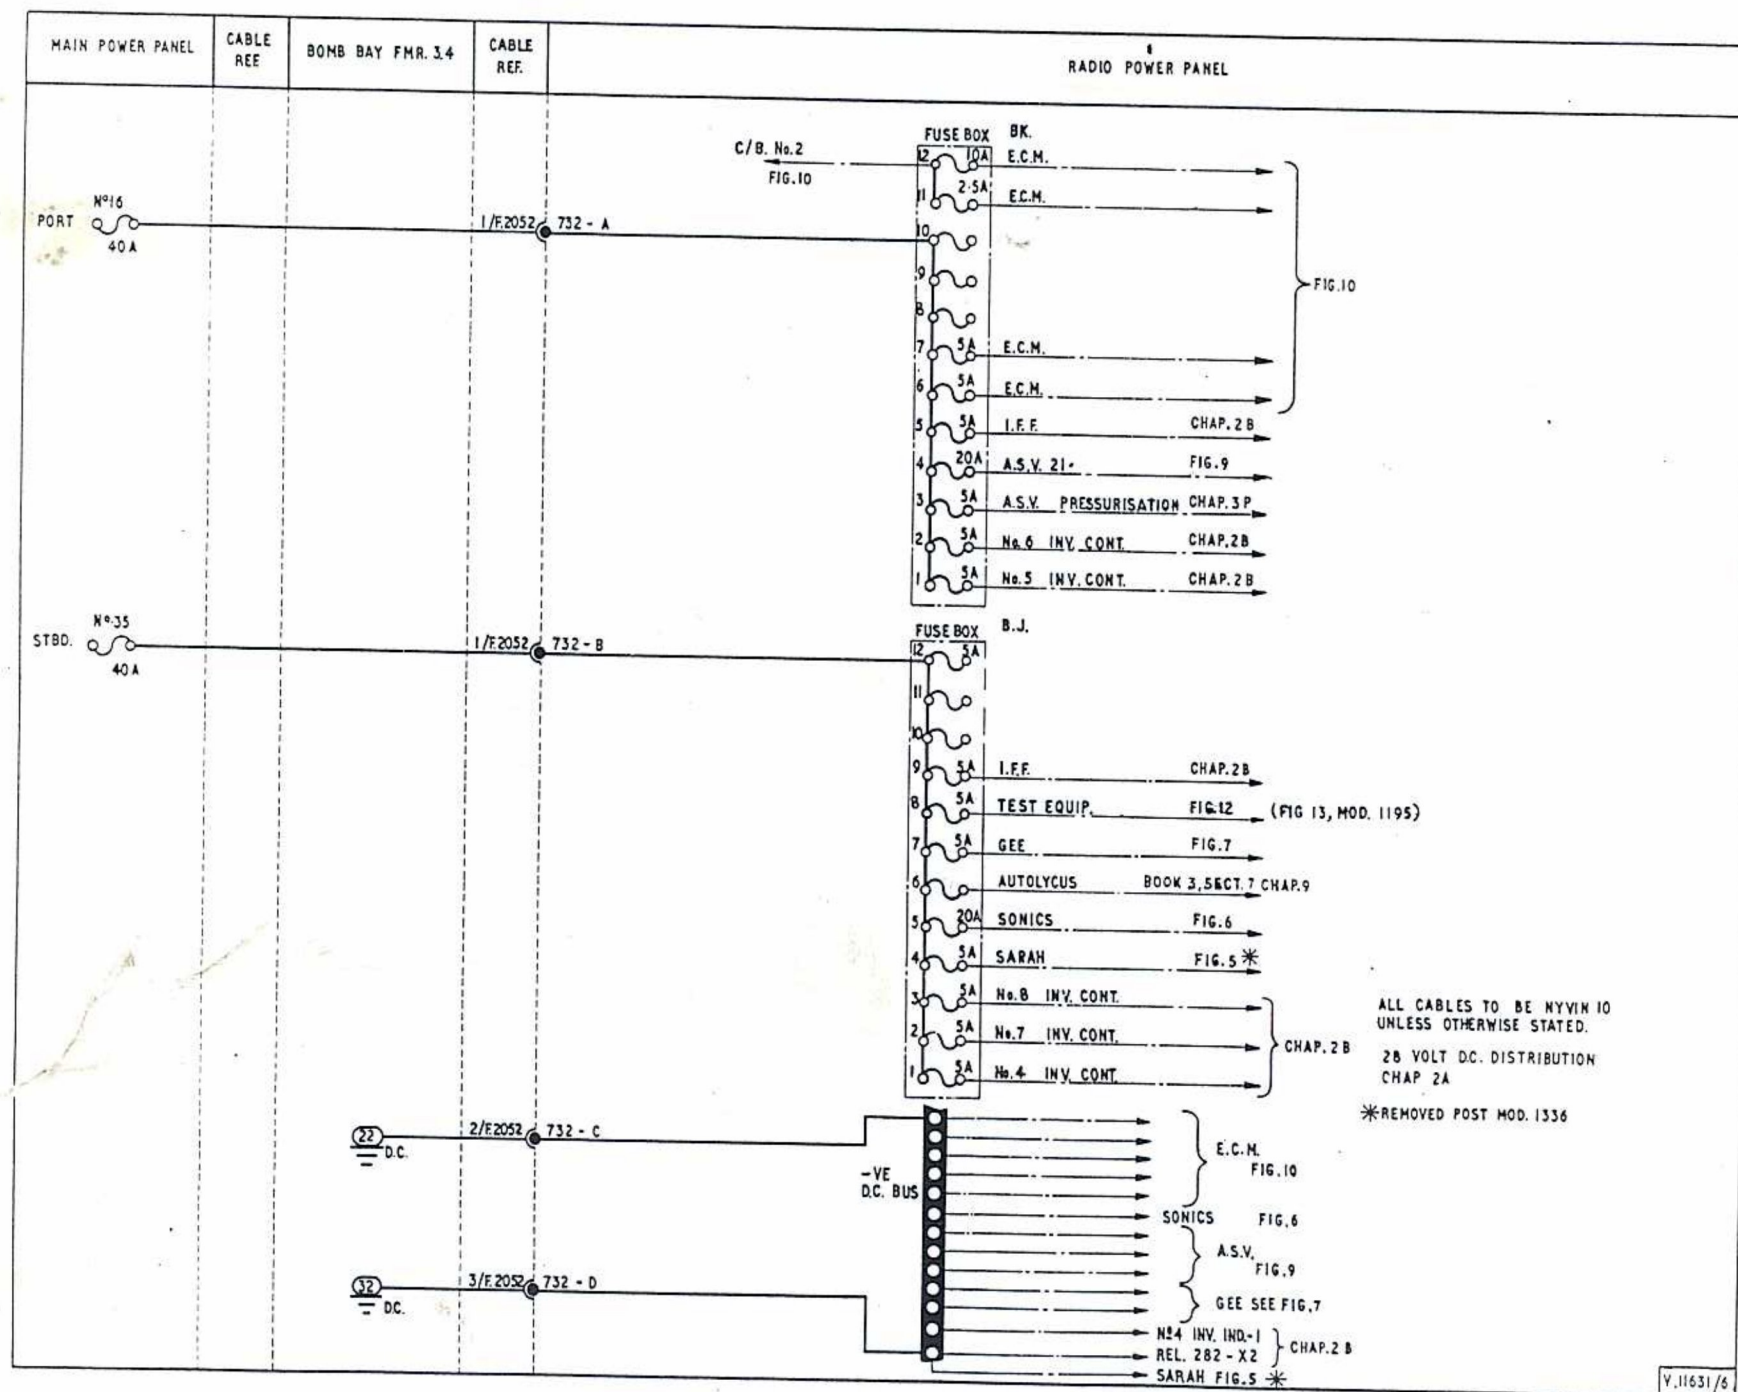 MAIN POWER PANEL
CABLE
REE
BOMB BAY FMR. 3.4
CABLE
REF.
RADIO POWER PANEL
FUSE BOX BK.
C/B. No.2
FIG.10
12 10A E.C.M.
11 2·5A E.C.M.
PORT
Nº16
40A
1/F.2052 732 - A
10
9
8
7 5A E.C.M.
6 5A E.C.M.
FIG.10
5 5A I.F.F. CHAP. 2B
4 20A A.S.V. 21. FIG.9
3 5A A.S.V. PRESSURISATION CHAP.3P
2 5A No.6 INV. CONT. CHAP.2B
1 5A No.5 INV. CONT. CHAP. 2B
STBD.
Nº.35
40A
1/F.2052 732 - B
FUSE BOX B.J.
12 5A
11
10
9 5A I.F.F. CHAP.2B
8 5A TEST EQUIP. FIG.12 (FIG 13, MOD. 1195)
7 5A GEE FIG.7
6 AUTOLYCUS BOOK 3, SECT. 7 CHAP.9
5 20A SONICS FIG.6
4 5A SARAH FIG.5 *
3 5A No.8 INV. CONT.
2 5A No.7 INV. CONT.
1 5A No.4 INV. CONT.
CHAP. 2B
ALL CABLES TO BE NYVIN 10
UNLESS OTHERWISE STATED.
28 VOLT D.C. DISTRIBUTION
CHAP 2A
*REMOVED POST MOD. 1336
22
D.C.
2/F.2052 732 - C
-VE
D.C. BUS
E.C.M.
FIG.10
SONICS FIG.6
A.S.V.
FIG.9
32
D.C.
3/F.2052 732 - D
GEE SEE FIG.7
Nº4 INV. IND.-1
REL. 282 - X2
CHAP.2B
SARAH FIG.5 *
V.11631/6